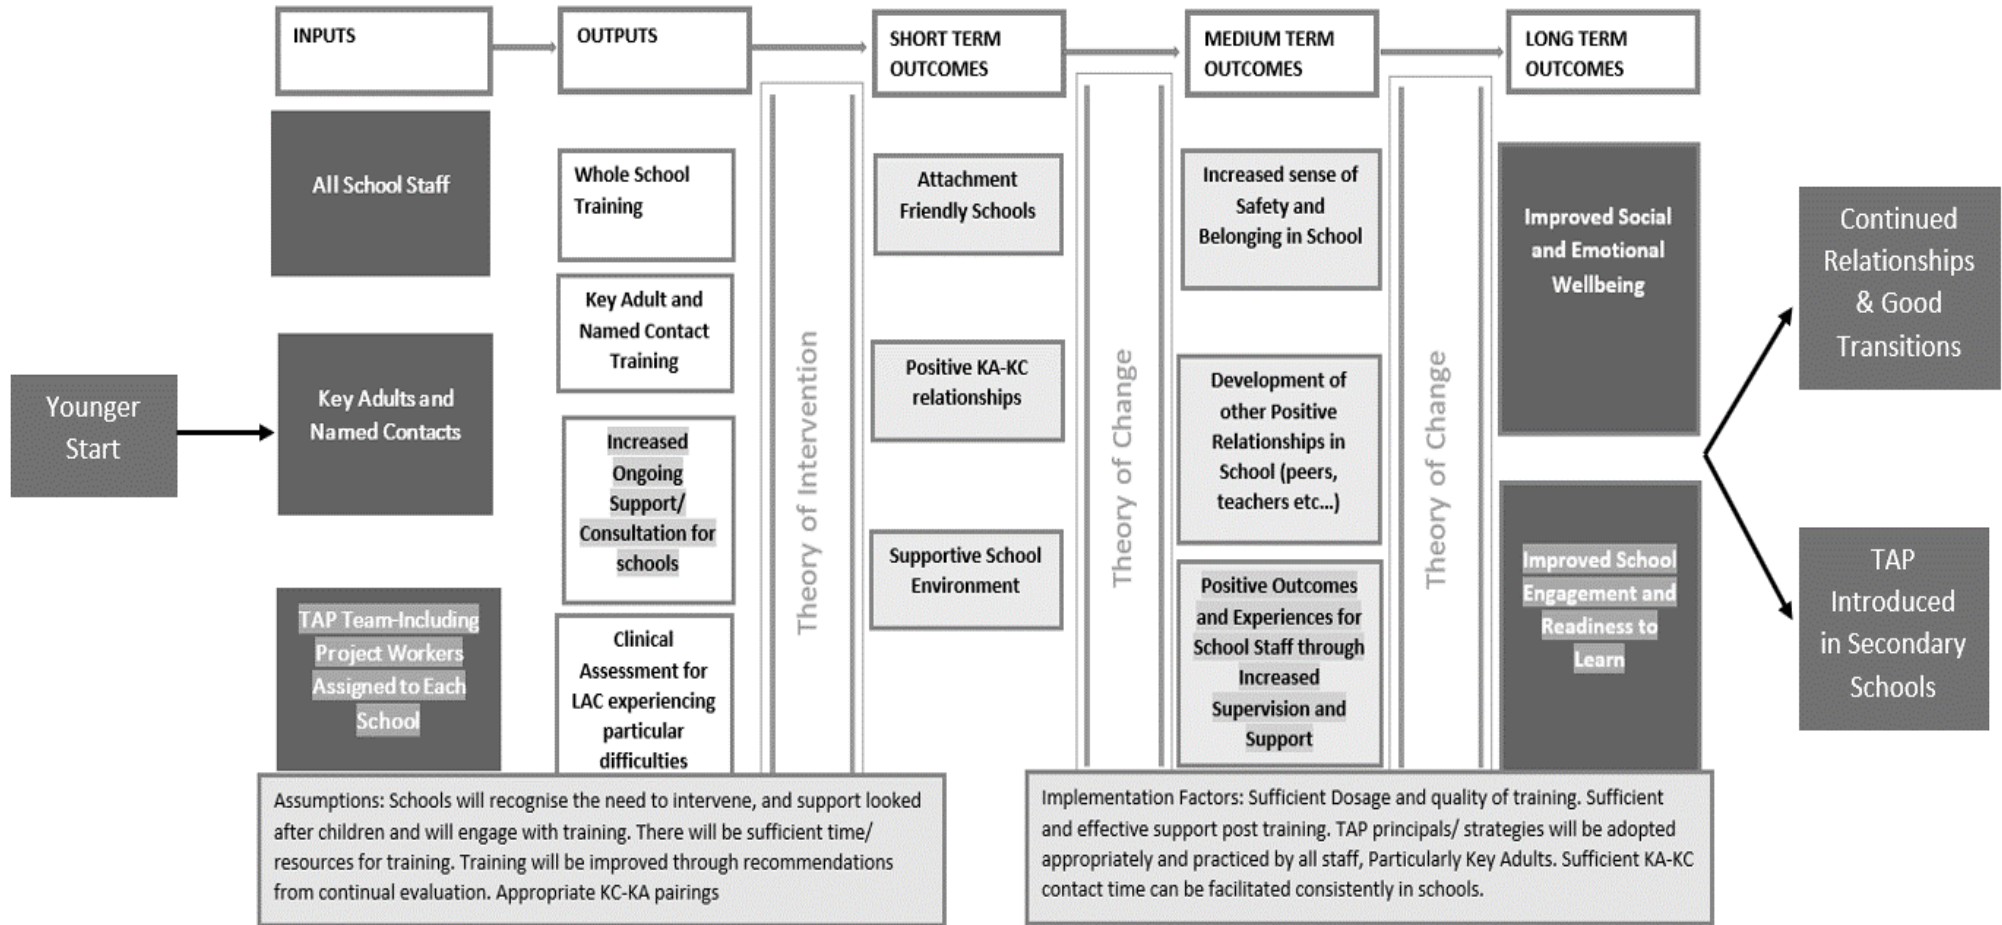 INPUTS
OUTPUTS
SHORT TERM
OUTCOMES
MEDIUM TERM
OUTCOMES
LONG TERM
OUTCOMES
Younger
Start
All School Staff
Key Adults and
Named Contacts
TAP Team-Including
Project Workers
Assigned to Each
School
Whole School
Training
Key Adult and
Named Contact
Training
Increased
Ongoing
Support/
Consultation for
schools
Clinical
Assessment for
LAC experiencing
particular
difficulties
Theory of Intervention
Attachment
Friendly Schools
Positive KA-KC
relationships
Supportive School
Environment
Theory of Change
Increased sense of
Safety and
Belonging in School
Development of
other Positive
Relationships in
School (peers,
teachers etc...)
Positive Outcomes
and Experiences for
School Staff through
Increased
Supervision and
Support
Theory of Change
Improved Social
and Emotional
Wellbeing
Improved School
Engagement and
Readiness to
Learn
Continued
Relationships
& Good
Transitions
TAP
Introduced
in Secondary
Schools
Assumptions: Schools will recognise the need to intervene, and support looked
after children and will engage with training. There will be sufficient time/
resources for training. Training will be improved through recommendations
from continual evaluation. Appropriate KC-KA pairings
Implementation Factors: Sufficient Dosage and quality of training. Sufficient
and effective support post training. TAP principals/ strategies will be adopted
appropriately and practiced by all staff, Particularly Key Adults. Sufficient KA-KC
contact time can be facilitated consistently in schools.